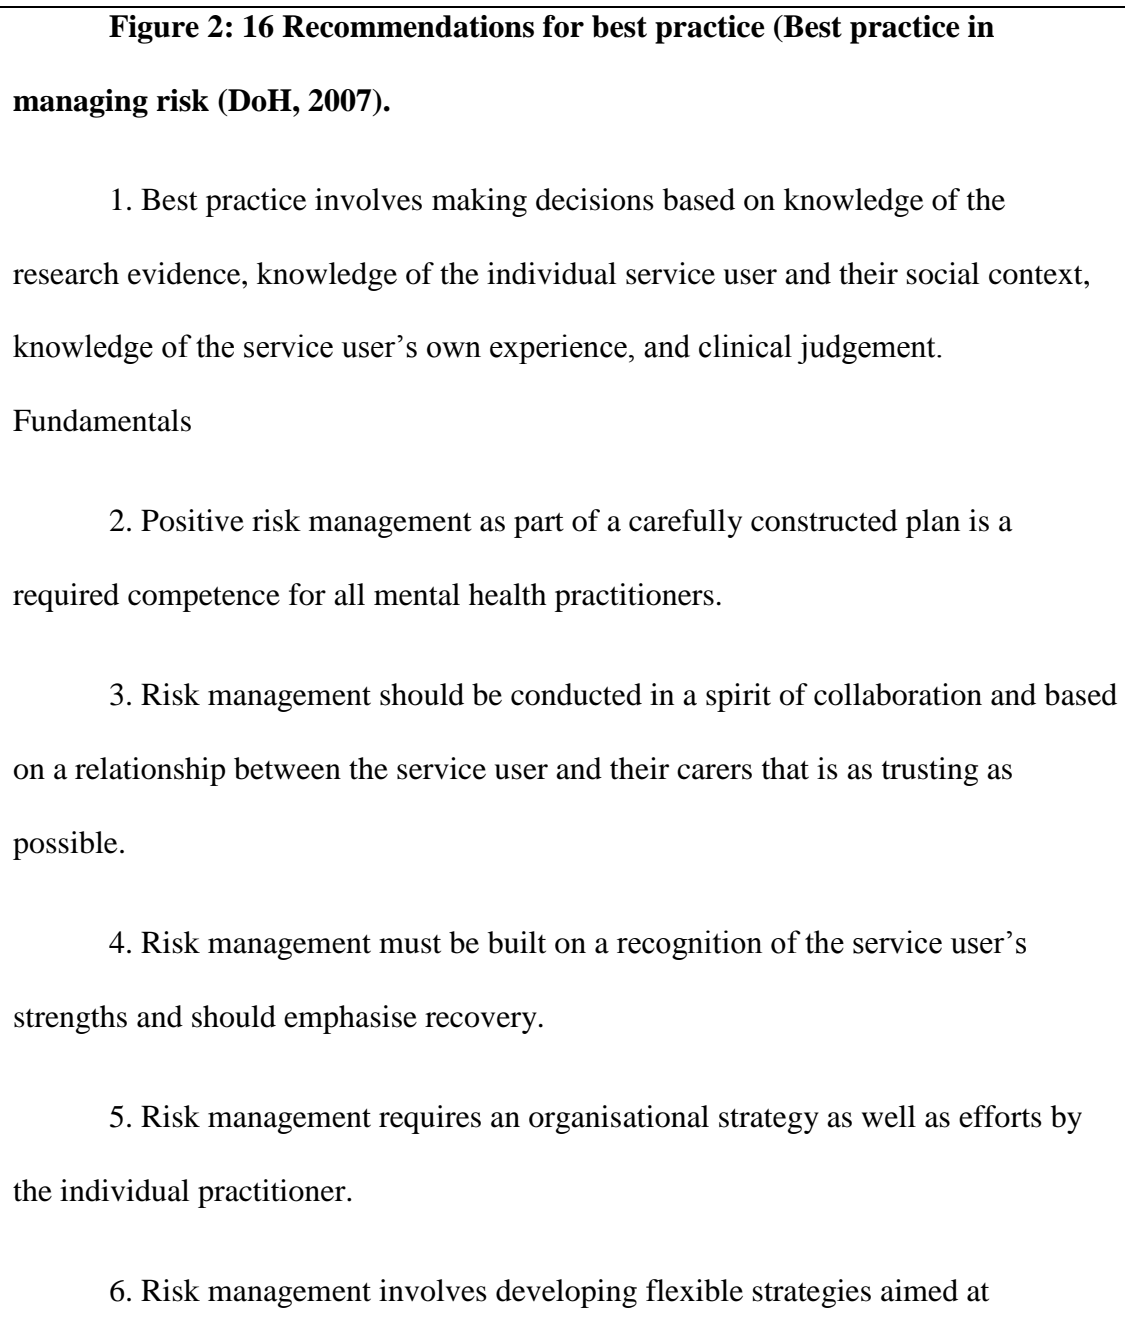 Figure 2: 16 Recommendations for best practice (Best practice in
managing risk (DoH, 2007).
1. Best practice involves making decisions based on knowledge of the
research evidence, knowledge of the individual service user and their social context,
knowledge of the service user’s own experience, and clinical judgement.
Fundamentals
2. Positive risk management as part of a carefully constructed plan is a
required competence for all mental health practitioners.
3. Risk management should be conducted in a spirit of collaboration and based
on a relationship between the service user and their carers that is as trusting as
possible.
4. Risk management must be built on a recognition of the service user’s
strengths and should emphasise recovery.
5. Risk management requires an organisational strategy as well as efforts by
the individual practitioner.
6. Risk management involves developing flexible strategies aimed at